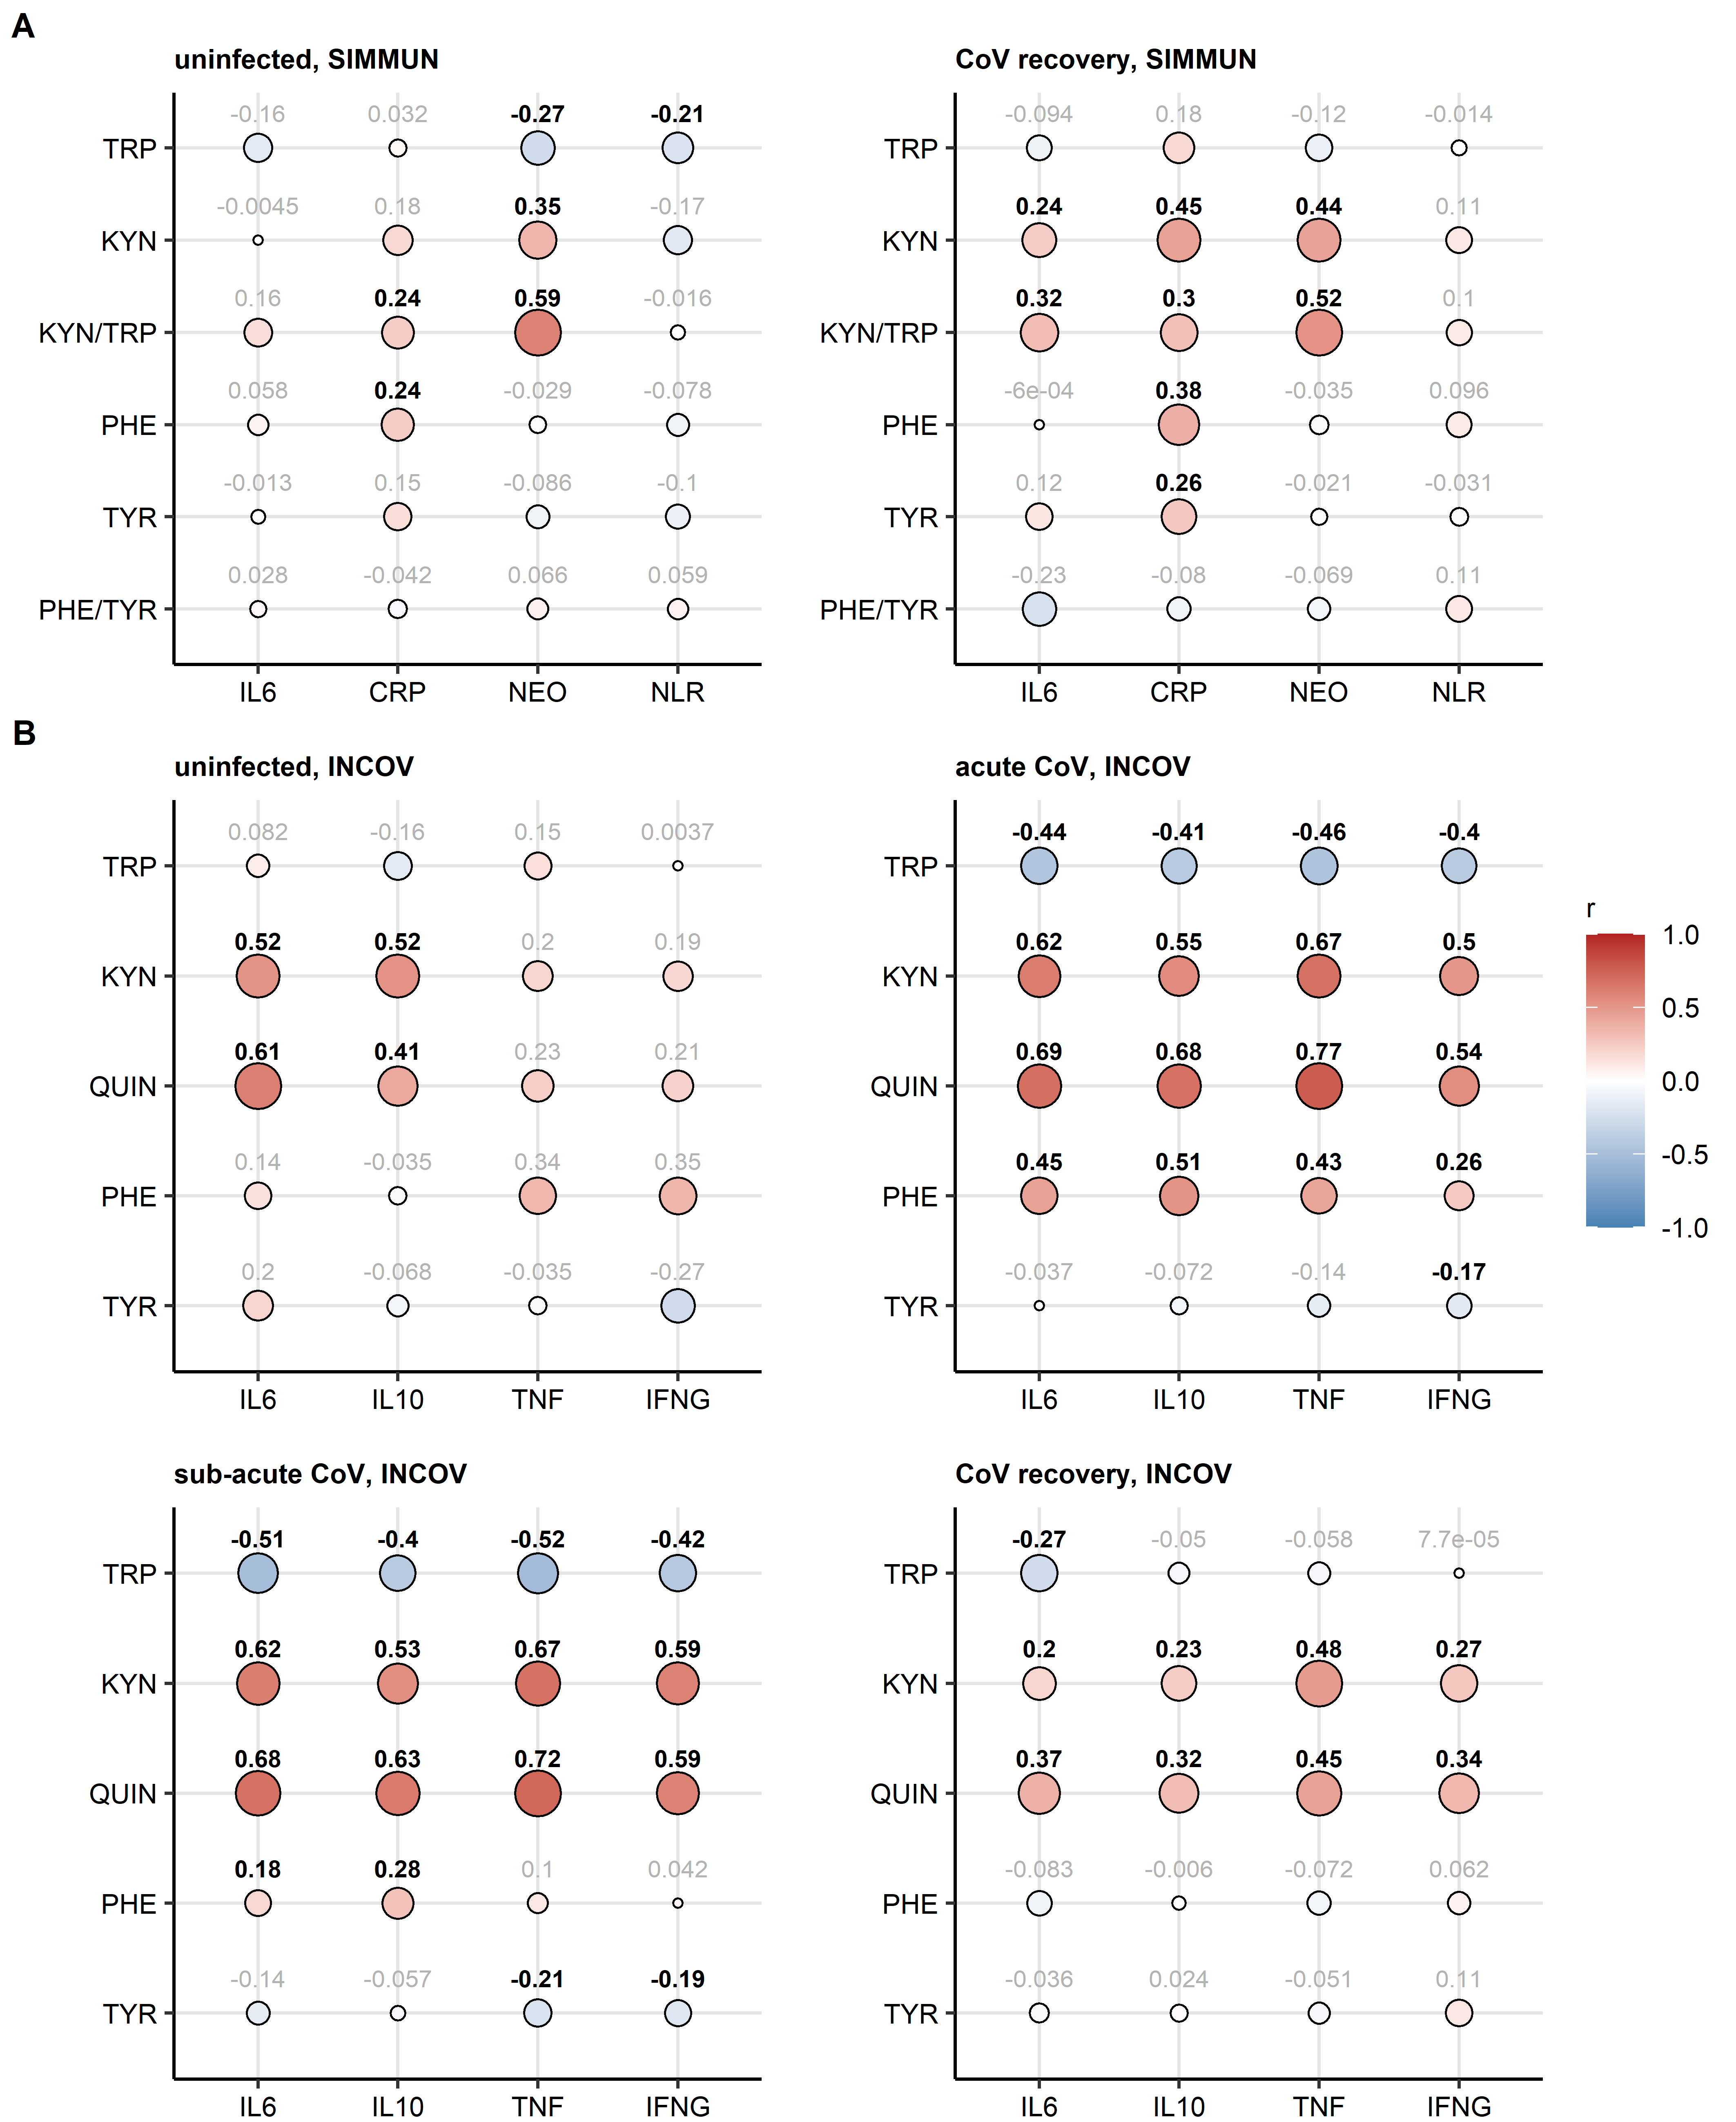 A
uninfected, SIMMUN
-0.16 0.032 -0.27 -0.21
TRP
-0.0045 0.18 0.35 -0.17
KYN
0.16 0.24 0.59 -0.016
KYN/TRP
0.058 0.24 -0.029 -0.078
PHE
-0.013 0.15 -0.086 -0.1
TYR
0.028 -0.042 0.066 0.059
PHE/TYR
IL6 CRP NEO NLR
CoV recovery, SIMMUN
-0.094 0.18 -0.12 -0.014
TRP
0.24 0.45 0.44 0.11
KYN
0.32 0.3 0.52 0.1
KYN/TRP
-6e-04 0.38 -0.035 0.096
PHE
0.12 0.26 -0.021 -0.031
TYR
-0.23 -0.08 -0.069 0.11
PHE/TYR
IL6 CRP NEO NLR
B
uninfected, INCOV
0.082 -0.16 0.15 0.0037
TRP
0.52 0.52 0.2 0.19
KYN
0.61 0.41 0.23 0.21
QUIN
0.14 -0.035 0.34 0.35
PHE
0.2 -0.068 -0.035 -0.27
TYR
IL6 IL10 TNF IFNG
acute CoV, INCOV
-0.44 -0.41 -0.46 -0.4
TRP
0.62 0.55 0.67 0.5
KYN
0.69 0.68 0.77 0.54
QUIN
0.45 0.51 0.43 0.26
PHE
-0.037 -0.072 -0.14 -0.17
TYR
IL6 IL10 TNF IFNG
r
1.0
0.5
0.0
-0.5
-1.0
sub-acute CoV, INCOV
-0.51 -0.4 -0.52 -0.42
TRP
0.62 0.53 0.67 0.59
KYN
0.68 0.63 0.72 0.59
QUIN
0.18 0.28 0.1 0.042
PHE
-0.14 -0.057 -0.21 -0.19
TYR
IL6 IL10 TNF IFNG
CoV recovery, INCOV
-0.27 -0.05 -0.058 7.7e-05
TRP
0.2 0.23 0.48 0.27
KYN
0.37 0.32 0.45 0.34
QUIN
-0.083 -0.006 -0.072 0.062
PHE
-0.036 0.024 -0.051 0.11
TYR
IL6 IL10 TNF IFNG